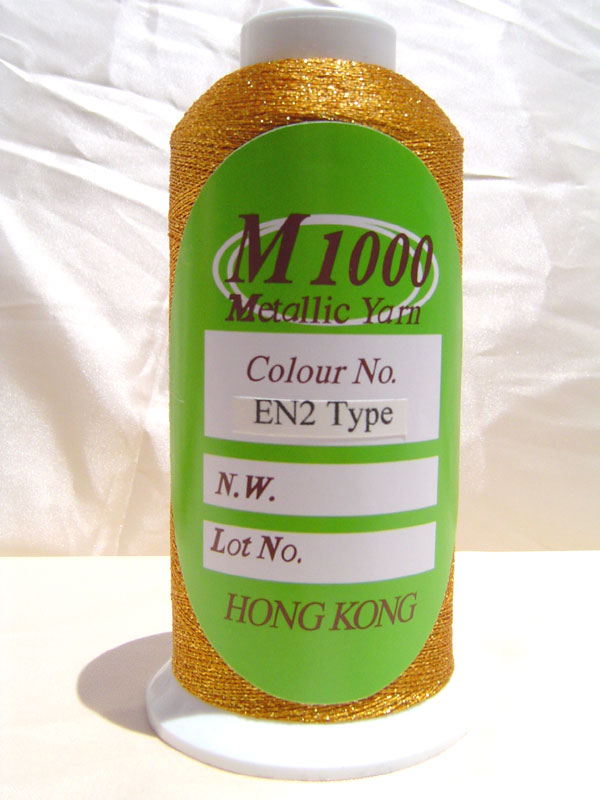 M 1000
Metallic Yarn
Colour No.
EN2 Type
N.W.
Lot No.
HONG KONG